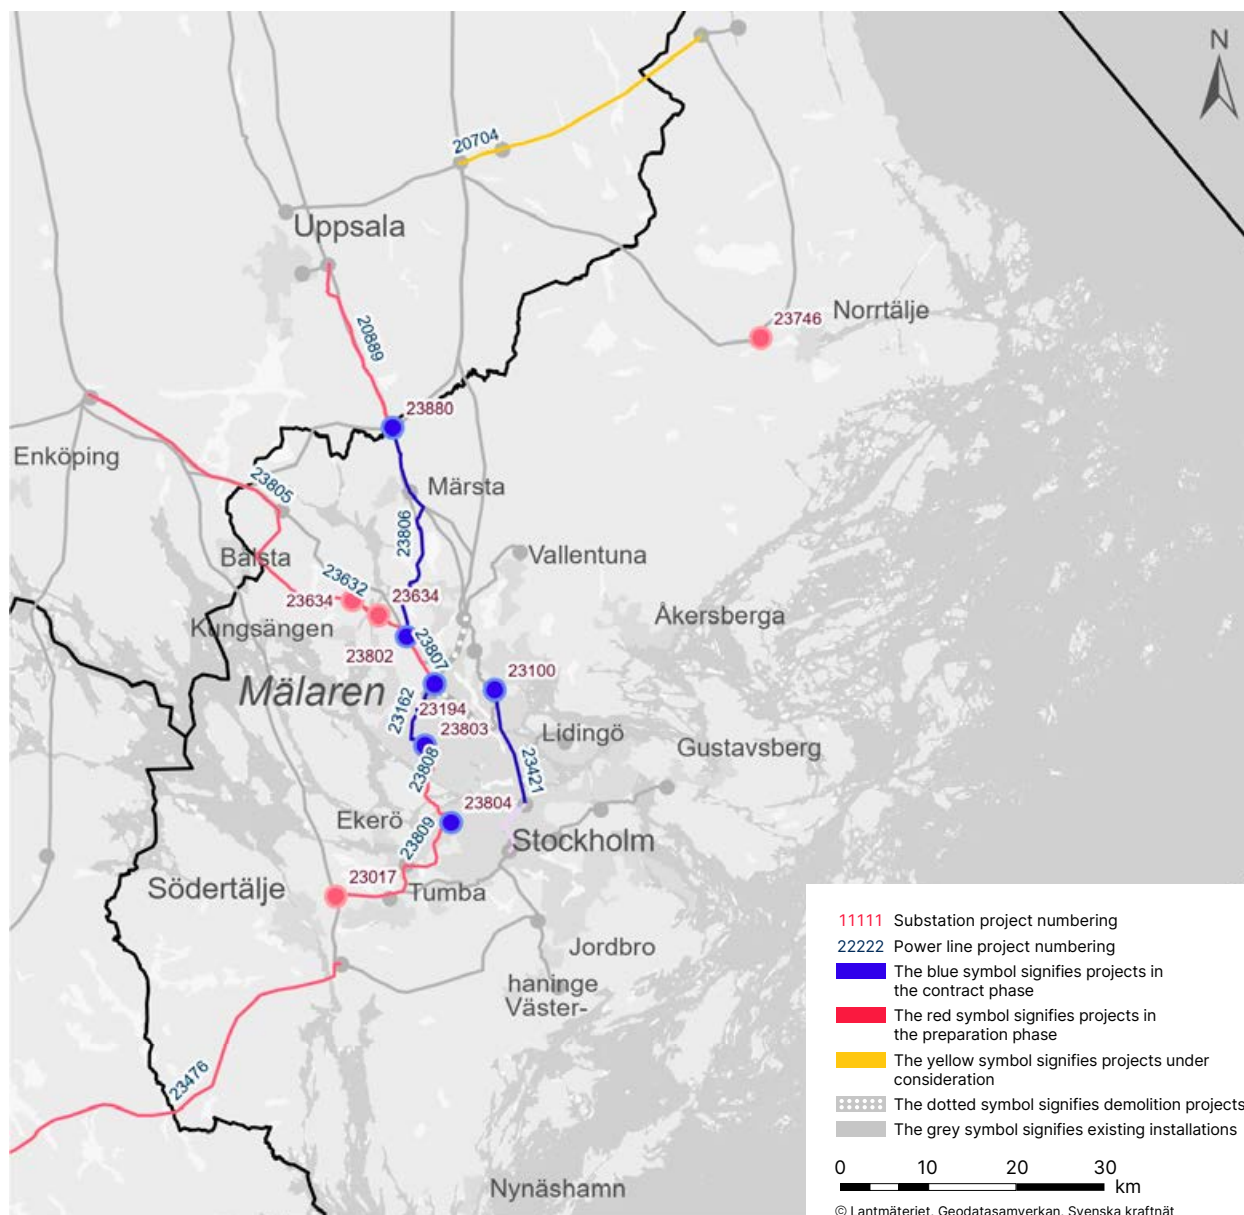 N
20704
Uppsala
23746
Norrtälje
20889
23880
Enköping
23805
Märsta
23806
Bålsta
Vallentuna
23632
23634
23634
Åkersberga
Kungsängen
23802
23807
23100
Mälaren
23162
23194
23803
Lidingö
Gustavsberg
23808
23421
23804
Ekerö
23809
Stockholm
23017
Södertälje
Tumba
Jordbro
haninge
Väster-
23476
Nynäshamn
11111 Substation project numbering
22222 Power line project numbering
The blue symbol signifies projects in
the contract phase
The red symbol signifies projects in
the preparation phase
The yellow symbol signifies projects under
consideration
The dotted symbol signifies demolition projects
The grey symbol signifies existing installations
0 10 20 30
km
© Lantmäteriet, Geodatasamverkan, Svenska kraftnät